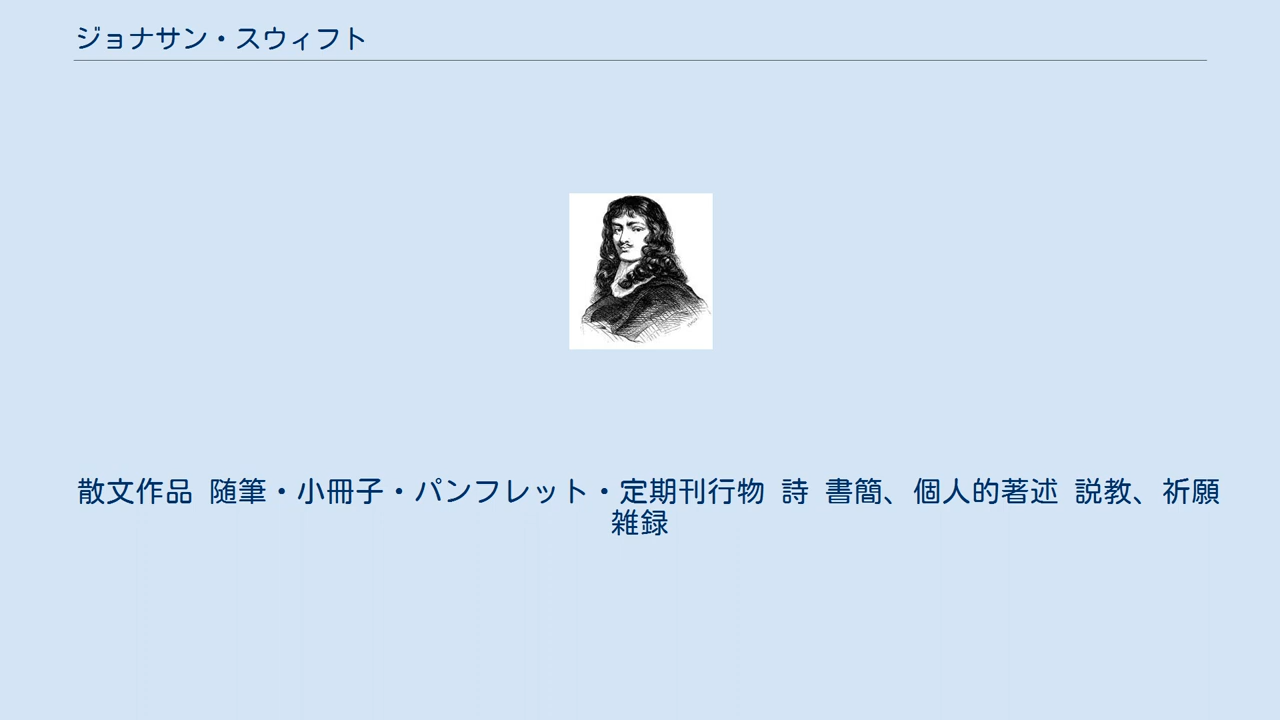 ジョナサン・スウィフト
散文作品 随筆・小冊子・パンフレット・定期刊行物 詩 書簡、個人的著述 説教、祈願
雑録